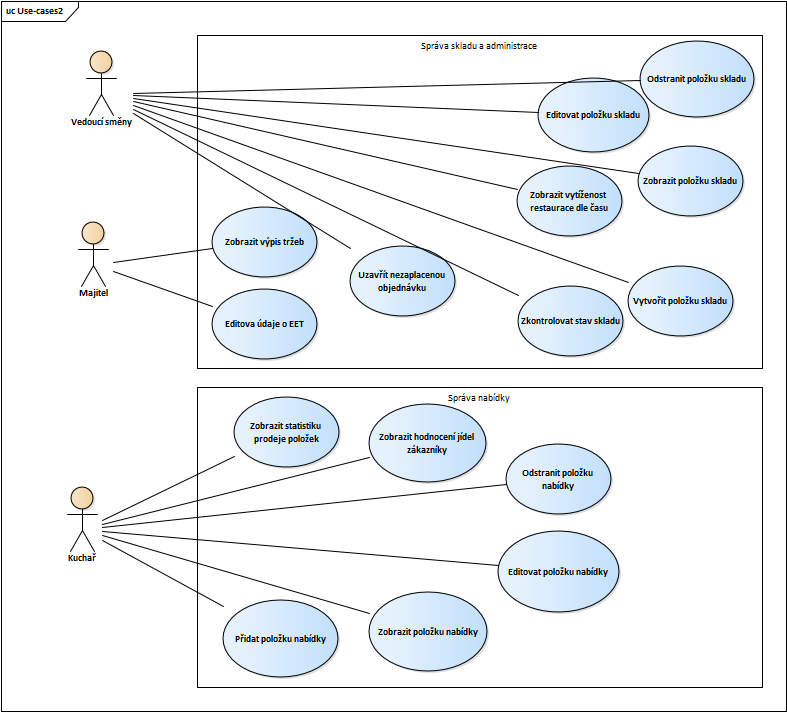 uc Use-cases2
Správa skladu a administrace
Vedoucí směny
Odstranit položku skladu
Editovat položku skladu
Zobrazit položku skladu
Zobrazit vytíženost
restaurace dle času
Zobrazit výpis tržeb
Majitel
Uzavřít nezaplacenou
objednávku
Vytvořit položku skladu
Editova údaje o EET
Zkontrolovat stav skladu
Správa nabídky
Zobrazit statistiku
prodeje položek
Zobrazit hodnocení jídel
zákazníky
Odstranit položku
nabídky
Kuchař
Editovat položku nabídky
Přidat položku nabídky
Zobrazit položku nabídky